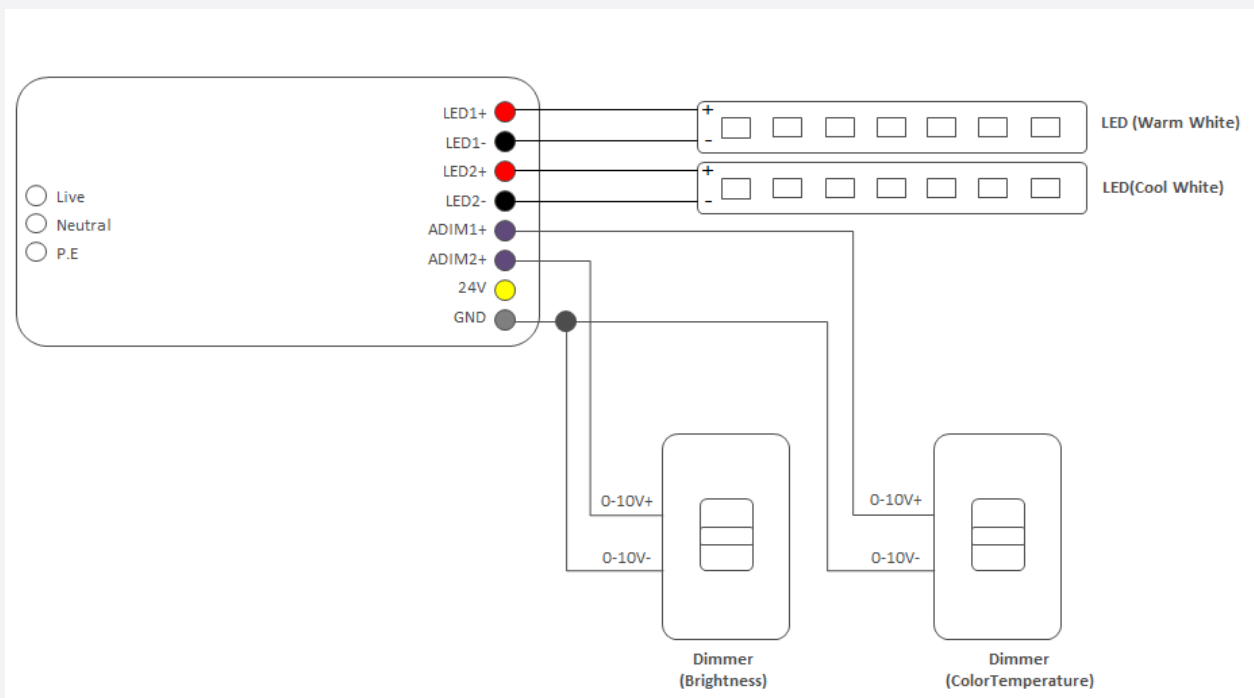 LED1+
LED1-
LED2+
LED2-
ADIM1+
ADIM2+
24V
GND
Live
Neutral
P.E
+
-
LED (Warm White)
+
-
LED(Cool White)
0-10V+
0-10V-
Dimmer
(Brightness)
0-10V+
0-10V-
Dimmer
(ColorTemperature)